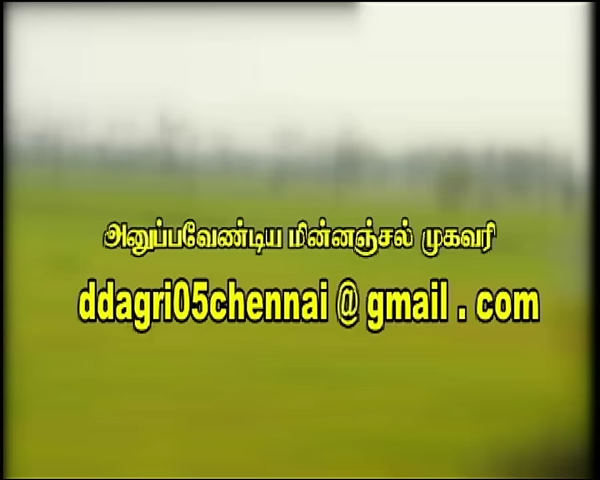 அனுப்பவேண்டிய மின்னஞ்சல் முகவரி
ddagri05chennai @ gmail . com